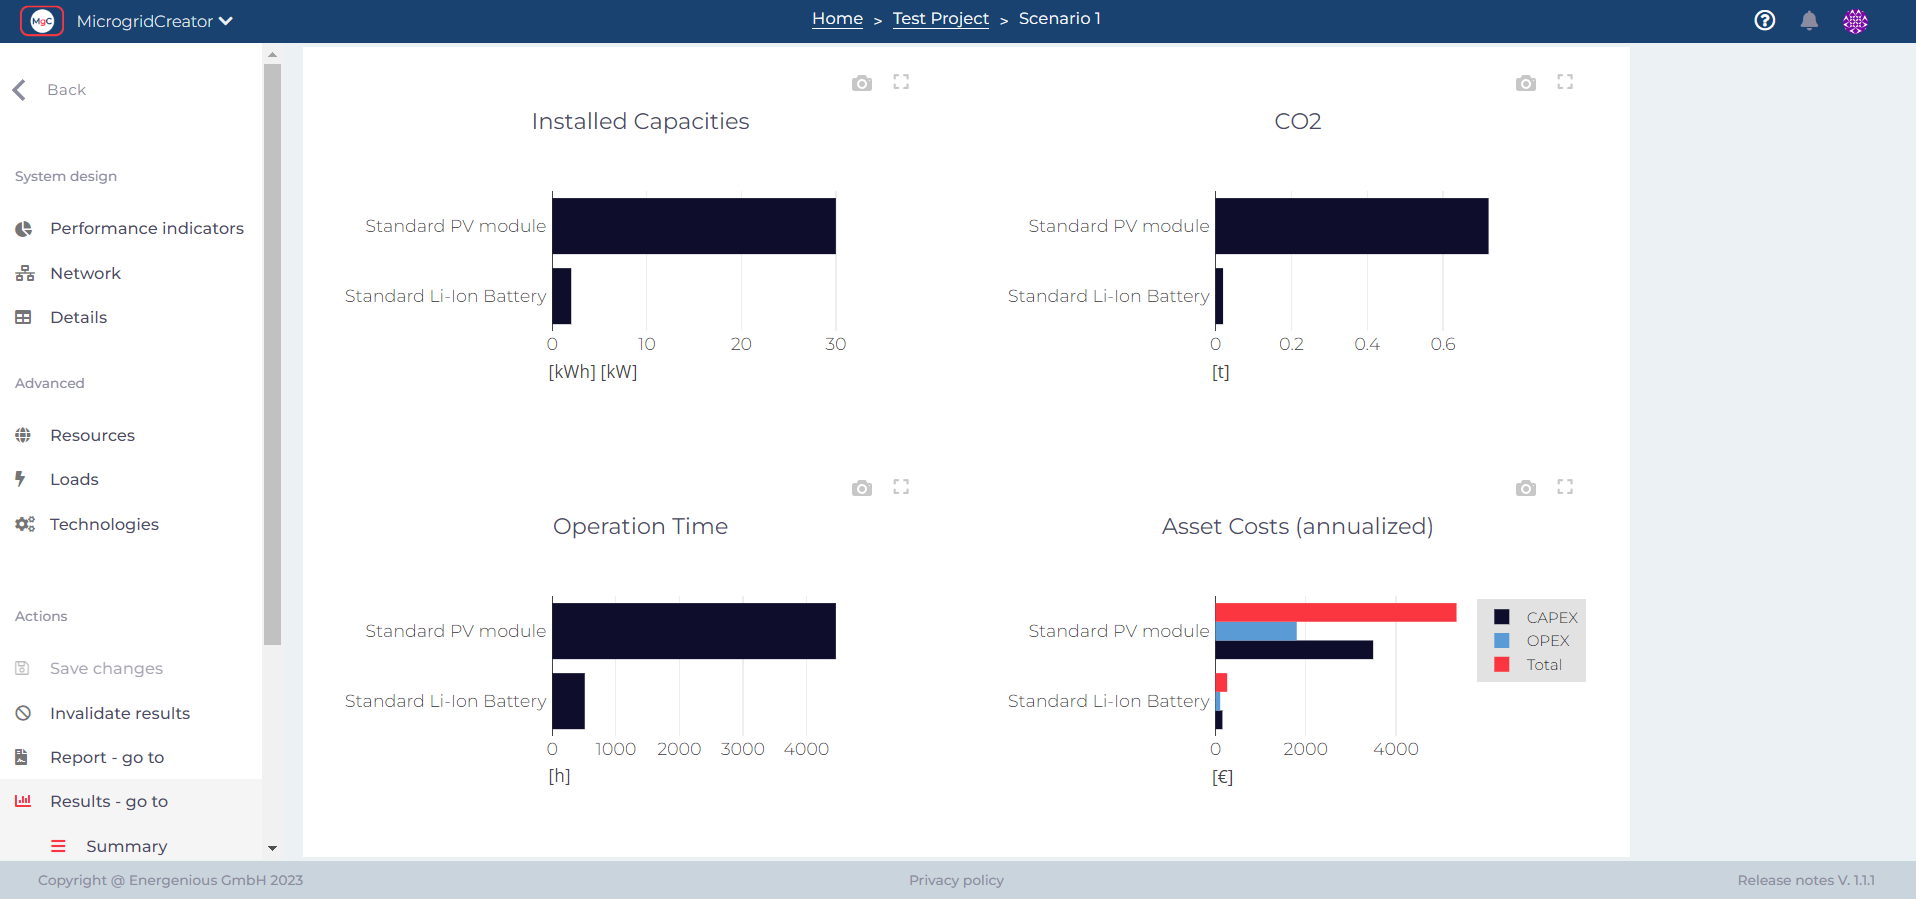 MgC MicrogridCreator
Home > Test Project > Scenario 1
Back
System design
Performance indicators
Network
Details
Advanced
Resources
Loads
Technologies
Actions
Save changes
Invalidate results
Report - go to
Results - go to
Summary
Installed Capacities
Standard PV module
Standard Li-Ion Battery
0 10 20 30
[kWh] [kW]
CO2
Standard PV module
Standard Li-Ion Battery
0 0.2 0.4 0.6
[t]
Operation Time
Standard PV module
Standard Li-Ion Battery
0 1000 2000 3000 4000
[h]
Asset Costs (annualized)
Standard PV module
Standard Li-Ion Battery
0 2000 4000
[€]
CAPEX
OPEX
Total
Copyright @ Energenious GmbH 2023
Privacy policy
Release notes V. 1.1.1